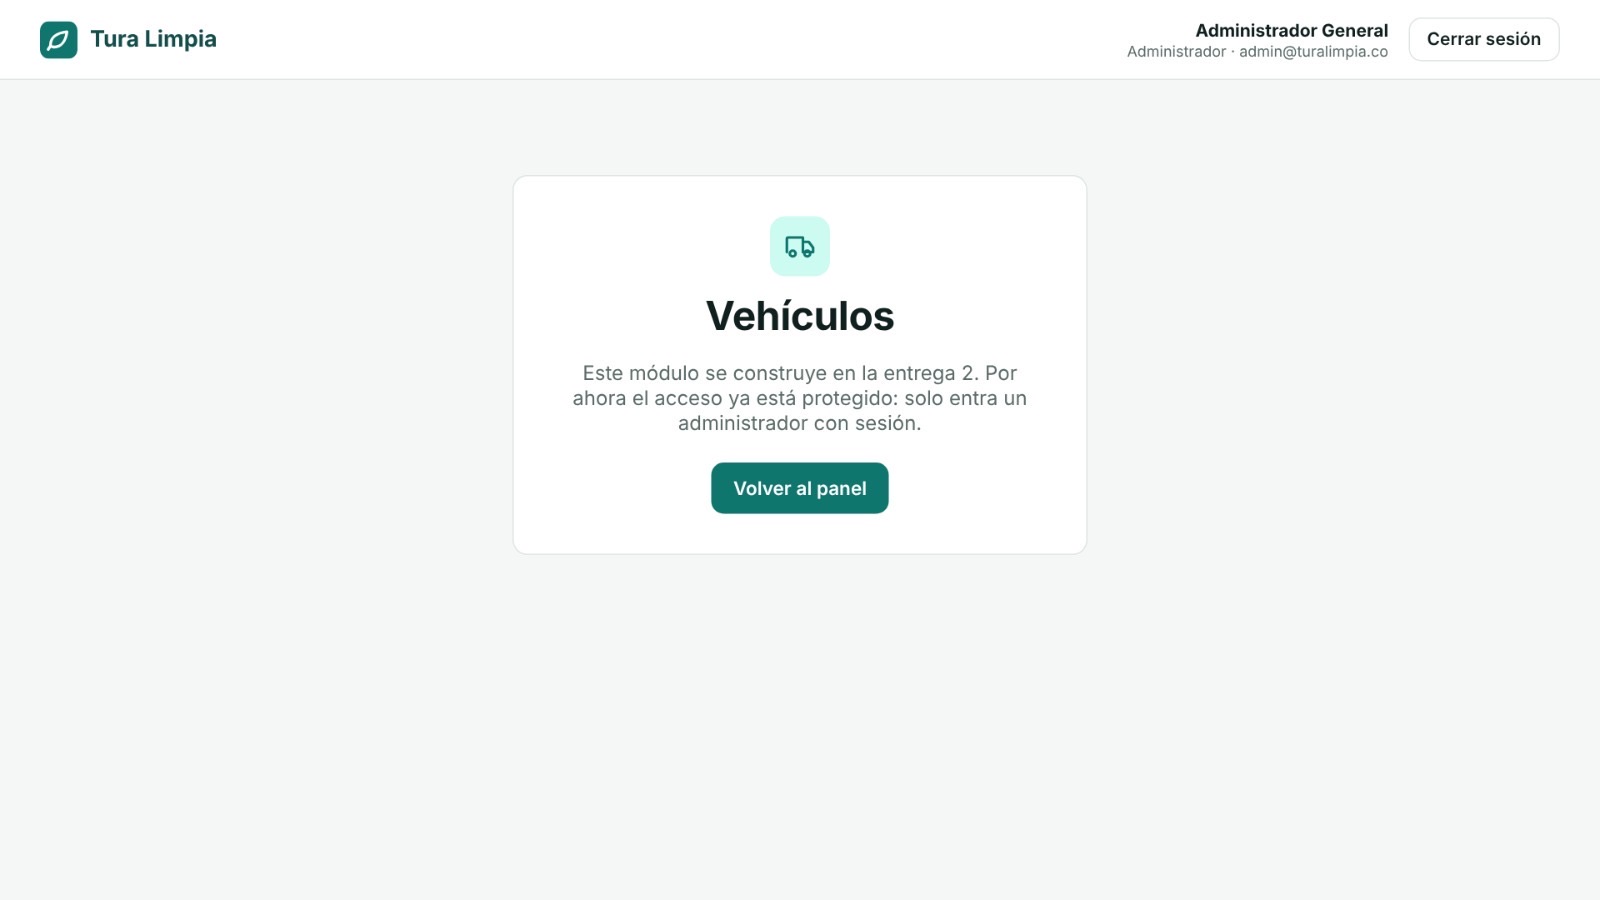 Tura Limpia
Administrador General
Administrador · admin@turalimpia.co
Cerrar sesión
Vehículos
Este módulo se construye en la entrega 2. Por
ahora el acceso ya está protegido: solo entra un
administrador con sesión.
Volver al panel